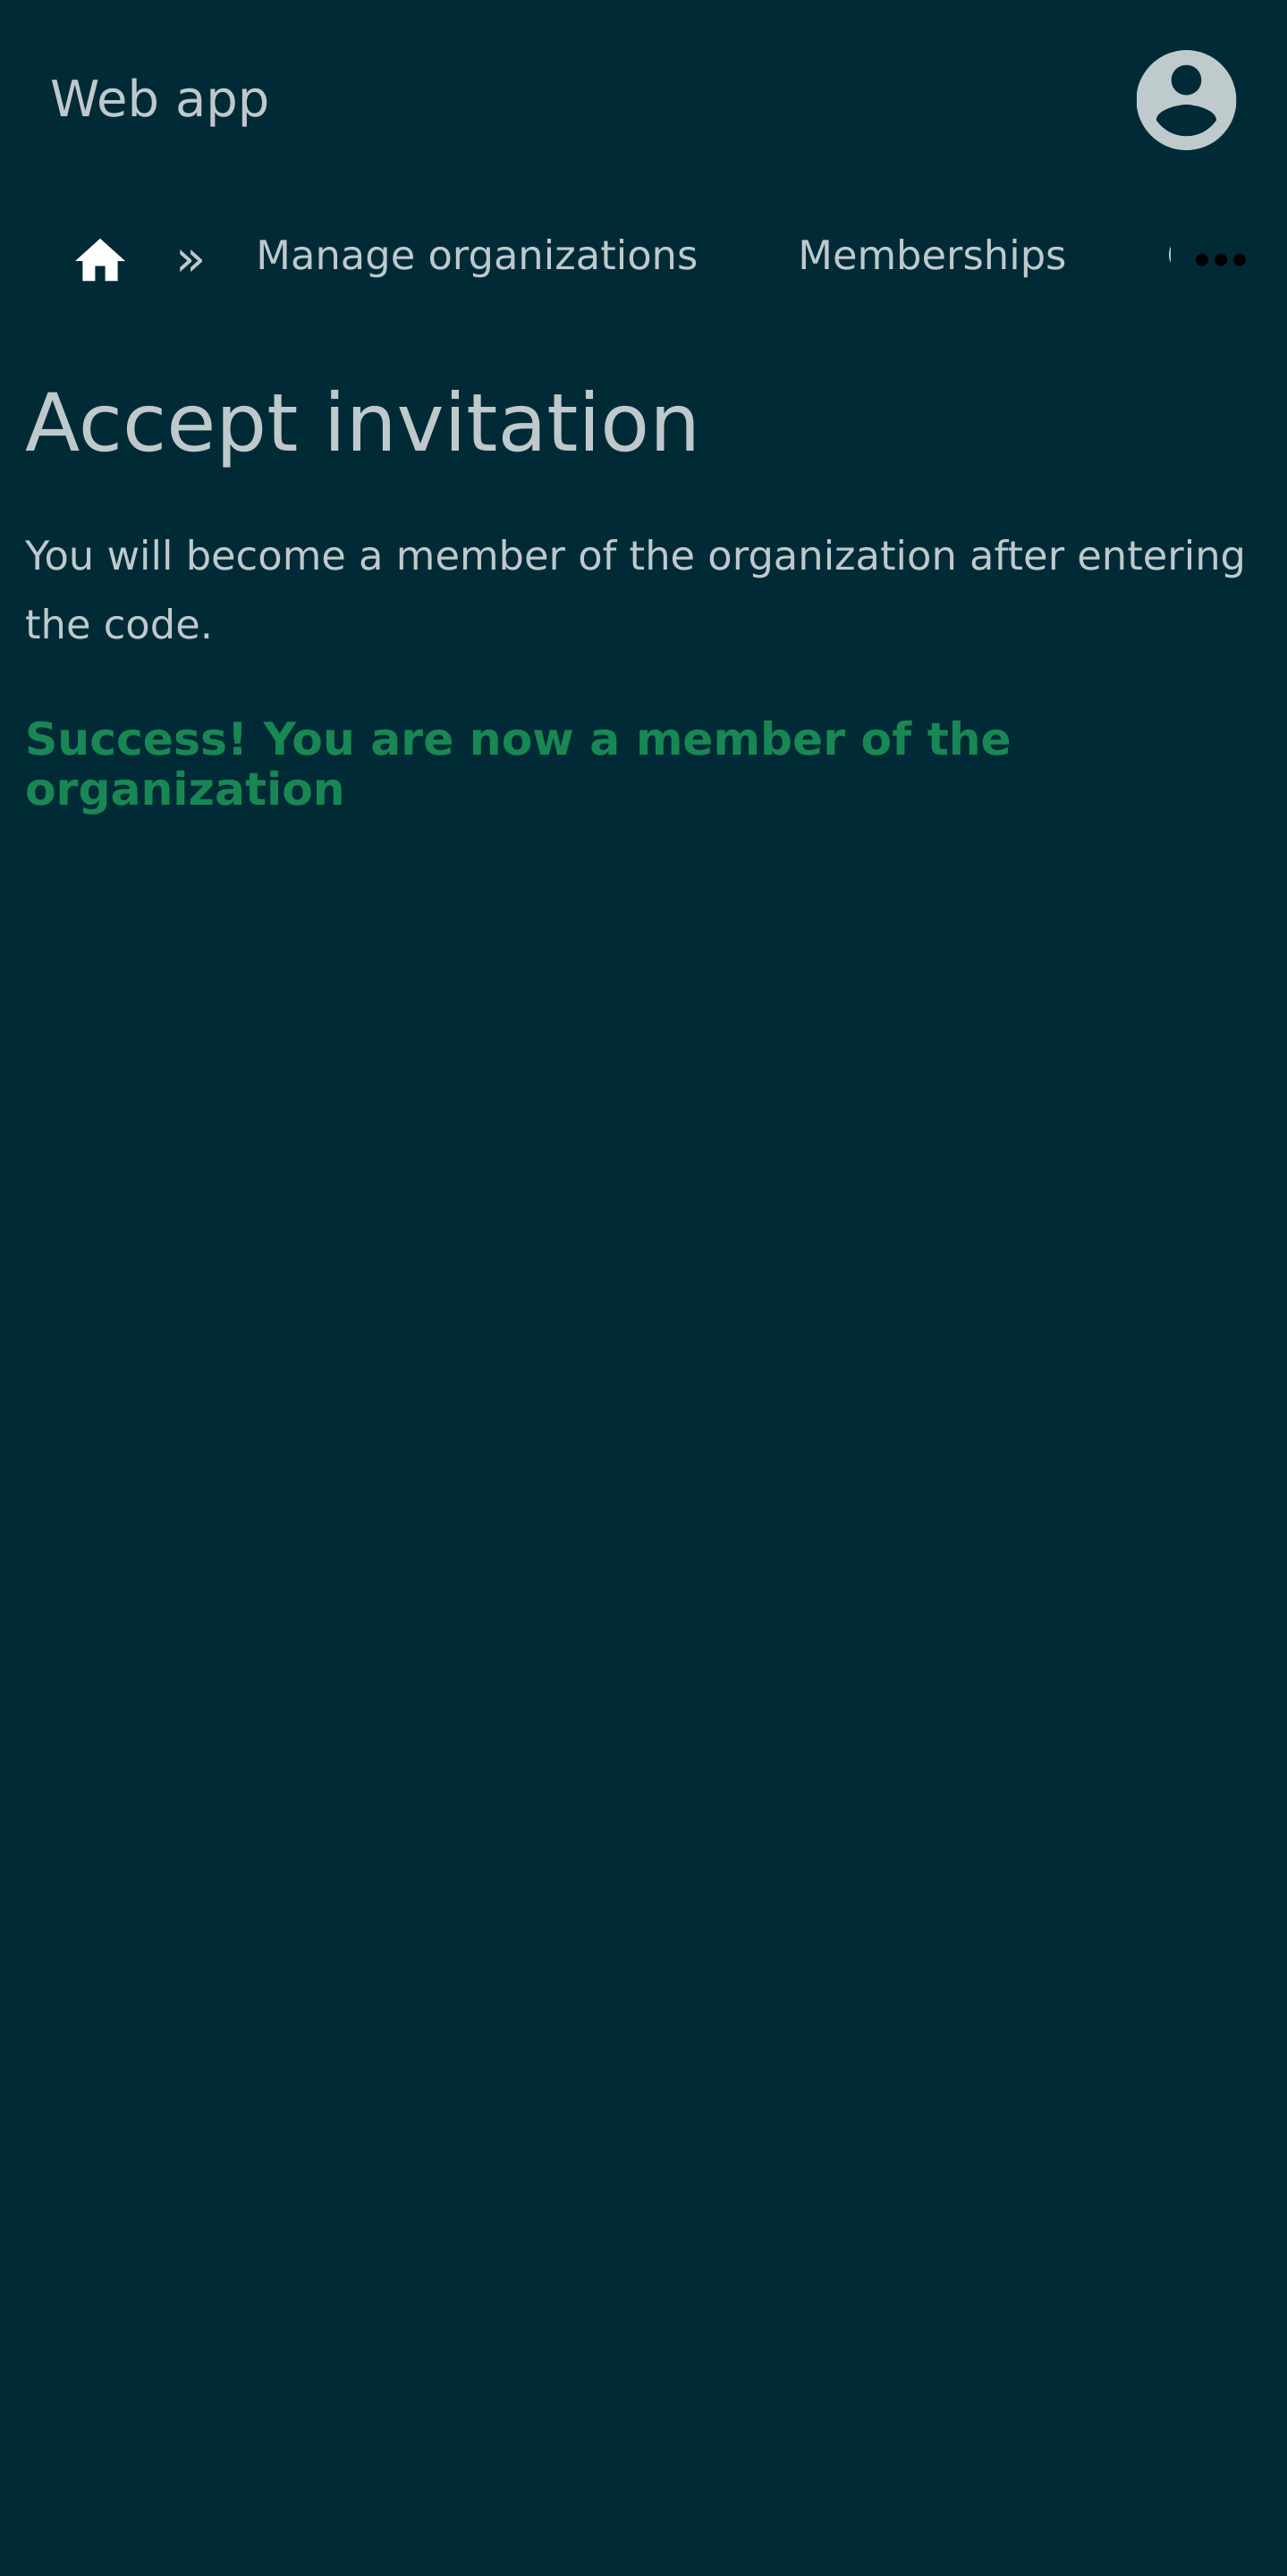 Web app
» Manage organizations Memberships
Accept invitation
You will become a member of the organization after entering
the code.
Success! You are now a member of the
organization